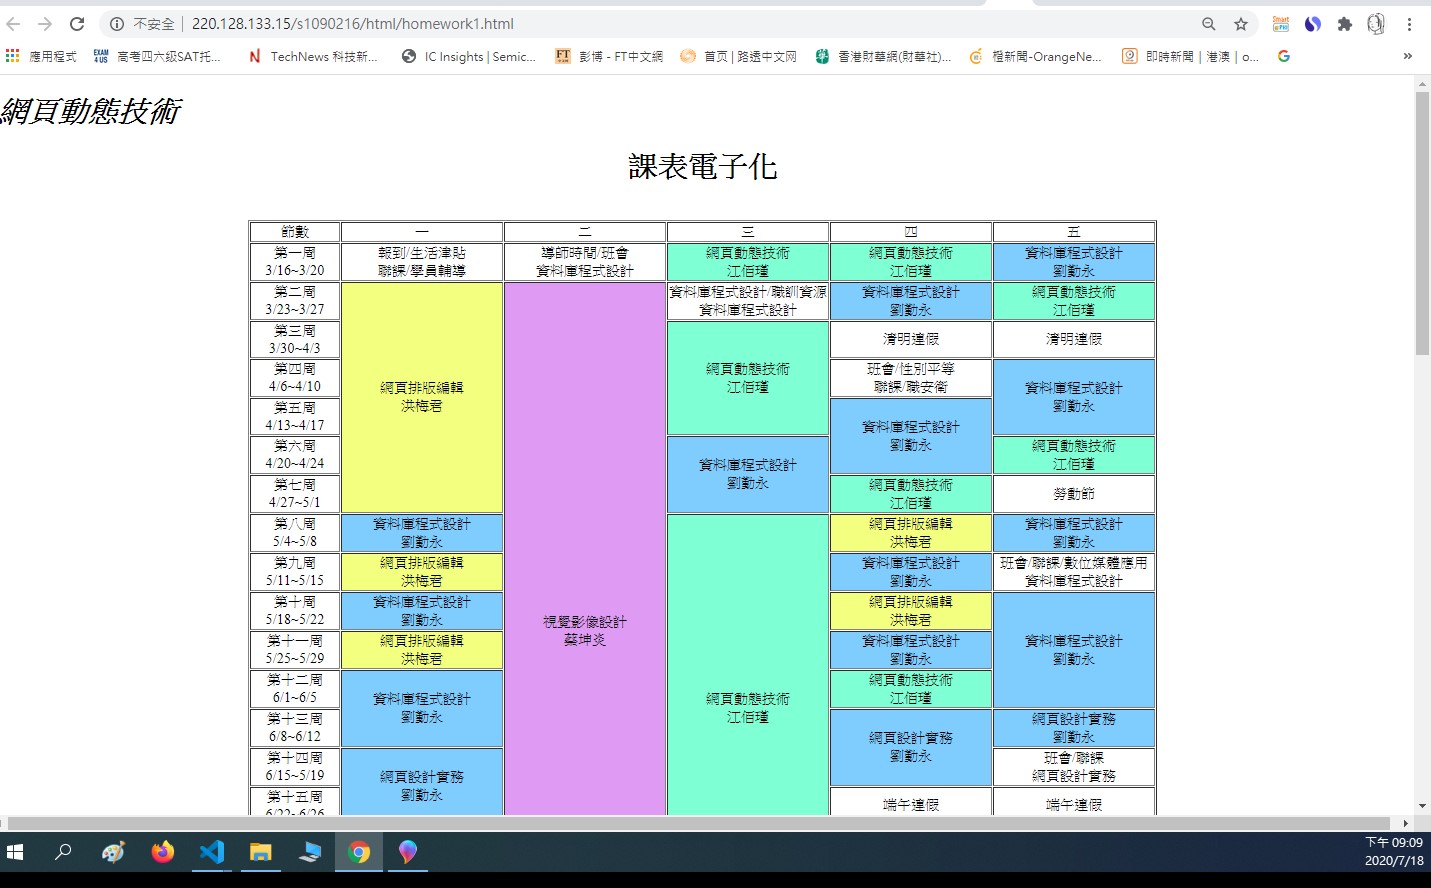 不安全 | 220.128.133.15/s1090216/html/homework1.html
應用程式 EXAM 4US 高考四六级SAT托... TechNews 科技新... IC Insights | Semic... FT 彭博 - FT中文網 首页 | 路透中文网 香港財華網(財華社)... 橙新聞-OrangeNe... 即時新聞｜港澳｜o... »
網頁動態技術
課表電子化
節數 一 二 三 四 五
第一周
3/16~3/20
報到/生活津貼
聯課/學員輔導
導師時間/班會
資料庫程式設計
網頁動態技術
江佰瑾
網頁動態技術
江佰瑾
資料庫程式設計
劉勤永
第二周
3/23~3/27
網頁排版編輯
洪梅君
視覺影像設計
蔡坤炎
資料庫程式設計/職訓資源
資料庫程式設計
資料庫程式設計
劉勤永
網頁動態技術
江佰瑾
第三周
3/30~4/3
網頁動態技術
江佰瑾
清明連假
清明連假
第四周
4/6~4/10
班會/性別平等
聯課/職安衛
資料庫程式設計
劉勤永
第五周
4/13~4/17
資料庫程式設計
劉勤永
第六周
4/20~4/24
資料庫程式設計
劉勤永
網頁動態技術
江佰瑾
第七周
4/27~5/1
網頁動態技術
江佰瑾
勞動節
第八周
5/4~5/8
資料庫程式設計
劉勤永
網頁動態技術
江佰瑾
網頁排版編輯
洪梅君
資料庫程式設計
劉勤永
第九周
5/11~5/15
網頁排版編輯
洪梅君
資料庫程式設計
劉勤永
班會/聯課/數位媒體應用
資料庫程式設計
第十周
5/18~5/22
資料庫程式設計
劉勤永
網頁排版編輯
洪梅君
資料庫程式設計
劉勤永
第十一周
5/25~5/29
網頁排版編輯
洪梅君
資料庫程式設計
劉勤永
第十二周
6/1~6/5
資料庫程式設計
劉勤永
網頁動態技術
江佰瑾
第十三周
6/8~6/12
網頁設計實務
劉勤永
網頁設計實務
劉勤永
第十四周
6/15~5/19
網頁設計實務
劉勤永
班會/聯課
網頁設計實務
第十五周
6/22~6/26
端午連假
端午連假
下午 09:09
2020/7/18